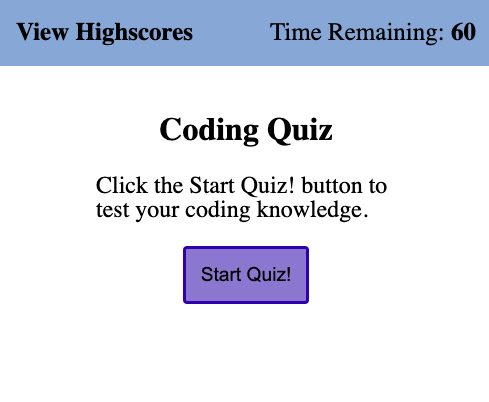 View Highscores Time Remaining: 60
Coding Quiz
Click the Start Quiz! button to
test your coding knowledge.
Start Quiz!